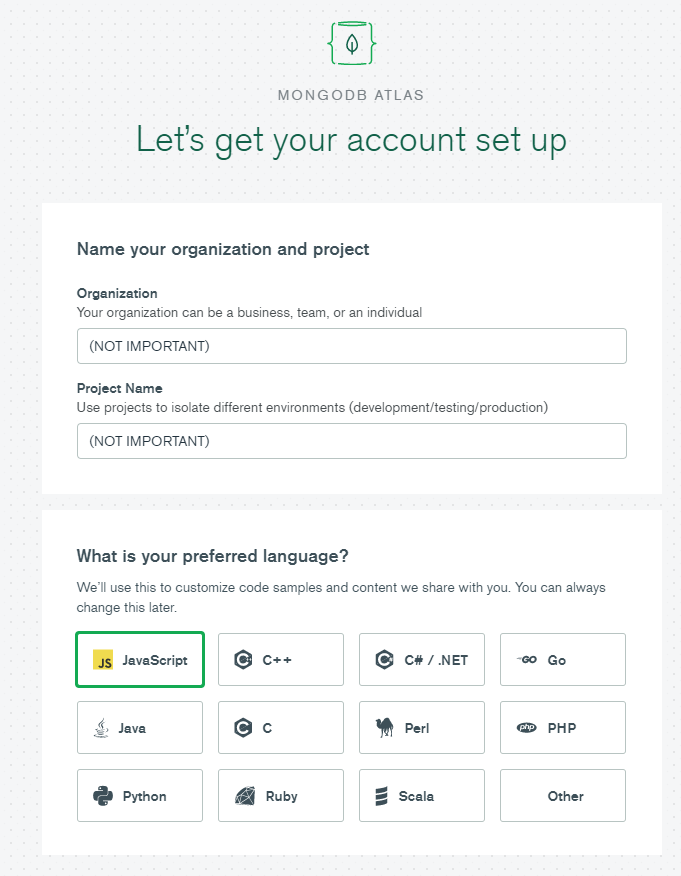 MONGODB ATLAS
Let's get your account set up
Name your organization and project
Organization
Your organization can be a business, team, or an individual
(NOT IMPORTANT)
Project Name
Use projects to isolate different environments (development/testing/production)
(NOT IMPORTANT)
What is your preferred language?
We'll use this to customize code samples and content we share with you. You can always
change this later.
JS JavaScript
C++
C# / .NET
GO Go
Java
C
Perl
php PHP
Python
Ruby
Scala
Other